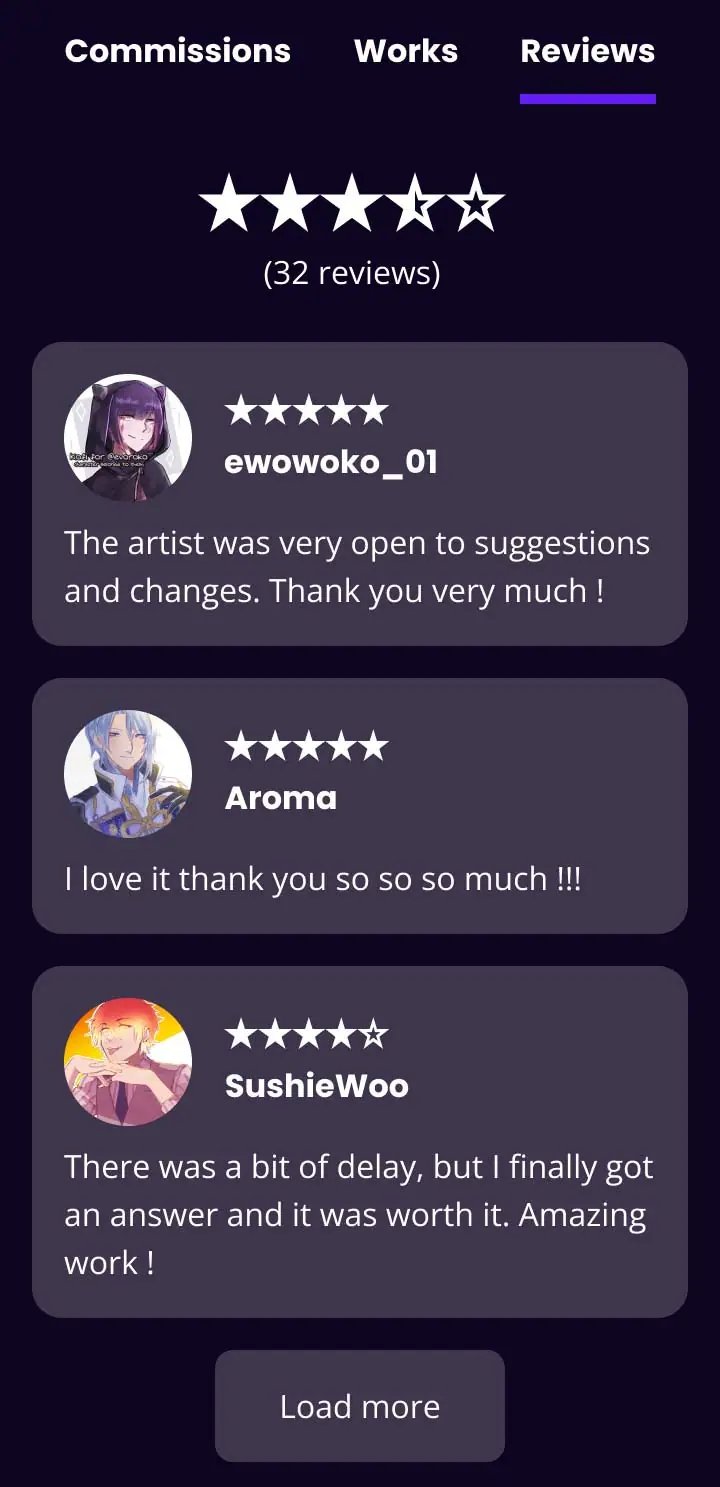 Commissions Works Reviews
(32 reviews)
ewowoko_01
The artist was very open to suggestions
and changes. Thank you very much !
Aroma
I love it thank you so so so much !!!
SushieWoo
There was a bit of delay, but I finally got
an answer and it was worth it. Amazing
work !
Load more